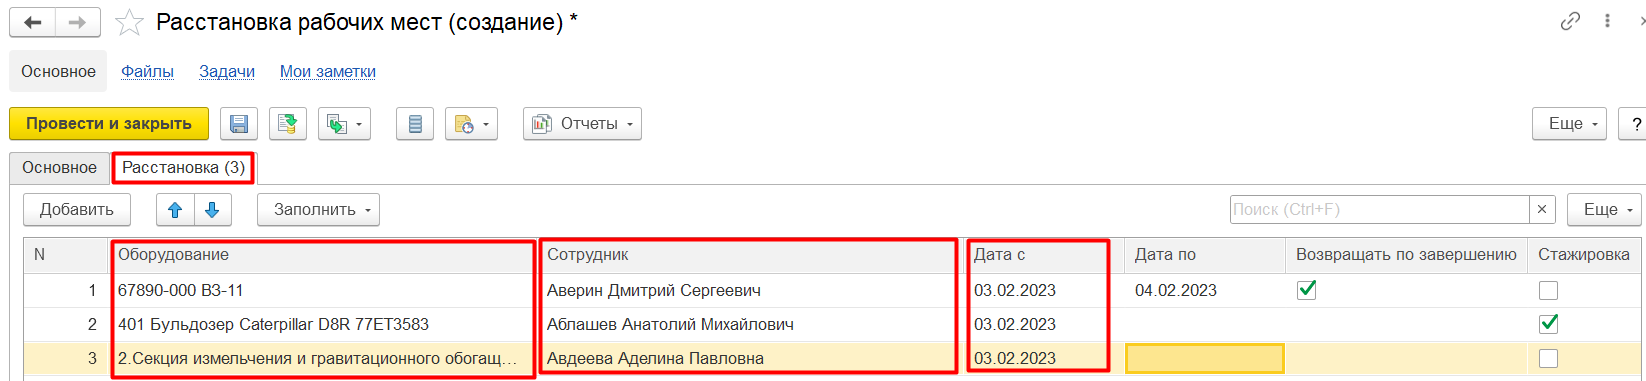 Расстановка рабочих мест (создание) *
Основное Файлы Задачи Мои заметки
Провести и закрыть Отчеты Еще ?
Основное Расстановка (3)
Добавить Заполнить Поиск (Ctrl+F) × Еще
N Оборудование Сотрудник Дата с Дата по Возвращать по завершению Стажировка
1 67890-000 ВЗ-11 Аверин Дмитрий Сергеевич 03.02.2023 04.02.2023
2 401 Бульдозер Caterpillar D8R 77ET3583 Аблашев Анатолий Михайлович 03.02.2023
3 2.Секция измельчения и гравитационного обогащ... Авдеева Аделина Павловна 03.02.2023